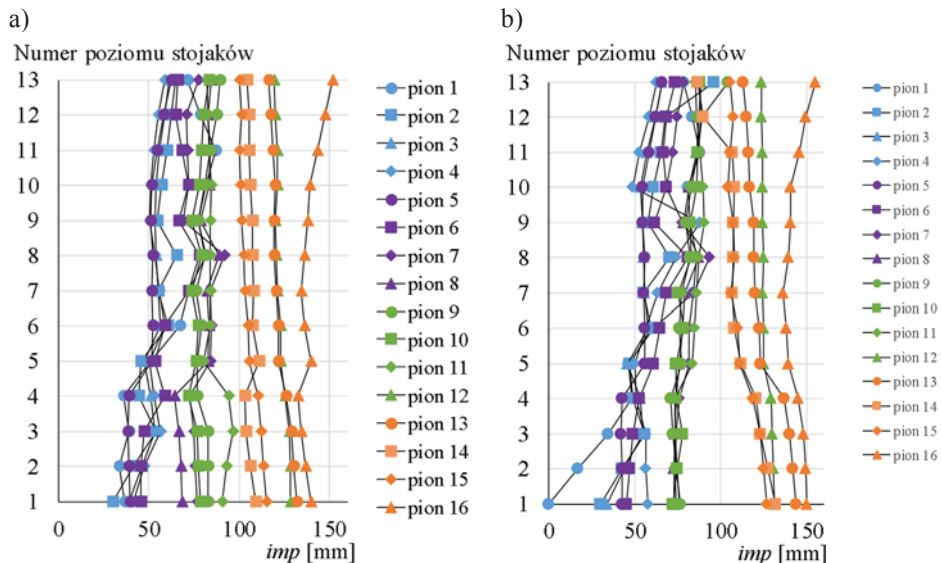 a)
Numer poziomu stojaków
13
12
11
10
9
8
7
6
5
4
3
2
1
0 50 100 150
imp [mm]
pion 1
pion 2
pion 3
pion 4
pion 5
pion 6
pion 7
pion 8
pion 9
pion 10
pion 11
pion 12
pion 13
pion 14
pion 15
pion 16
b)
Numer poziomu stojaków
13
12
11
10
9
8
7
6
5
4
3
2
1
0 50 100 150
imp [mm]
pion 1
pion 2
pion 3
pion 4
pion 5
pion 6
pion 7
pion 8
pion 9
pion 10
pion 11
pion 12
pion 13
pion 14
pion 15
pion 16